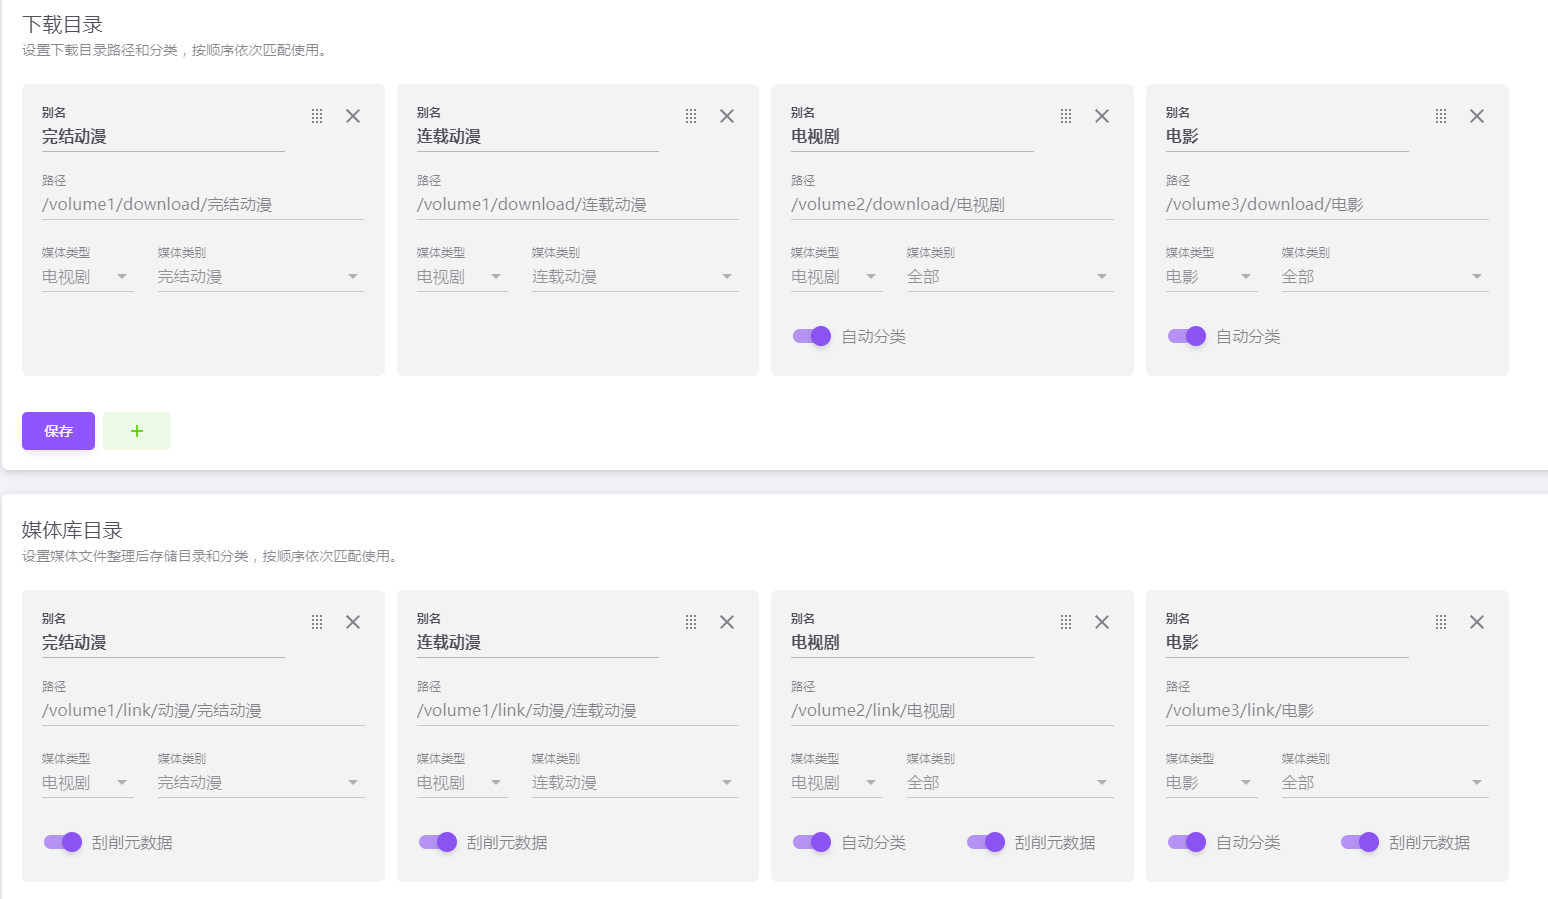 下载目录
设置下载目录路径和分类，按顺序依次匹配使用。
别名
完结动漫
路径
/volume1/download/完结动漫
媒体类型 媒体类别
电视剧 完结动漫
别名
连载动漫
路径
/volume1/download/连载动漫
媒体类型 媒体类别
电视剧 连载动漫
别名
电视剧
路径
/volume2/download/电视剧
媒体类型 媒体类别
电视剧 全部
自动分类
别名
电影
路径
/volume3/download/电影
媒体类型 媒体类别
电影 全部
自动分类
保存 +
媒体库目录
设置媒体文件整理后存储目录和分类，按顺序依次匹配使用。
别名
完结动漫
路径
/volume1/link/动漫/完结动漫
媒体类型 媒体类别
电视剧 完结动漫
刮削元数据
别名
连载动漫
路径
/volume1/link/动漫/连载动漫
媒体类型 媒体类别
电视剧 连载动漫
刮削元数据
别名
电视剧
路径
/volume2/link/电视剧
媒体类型 媒体类别
电视剧 全部
自动分类 刮削元数据
别名
电影
路径
/volume3/link/电影
媒体类型 媒体类别
电影 全部
自动分类 刮削元数据